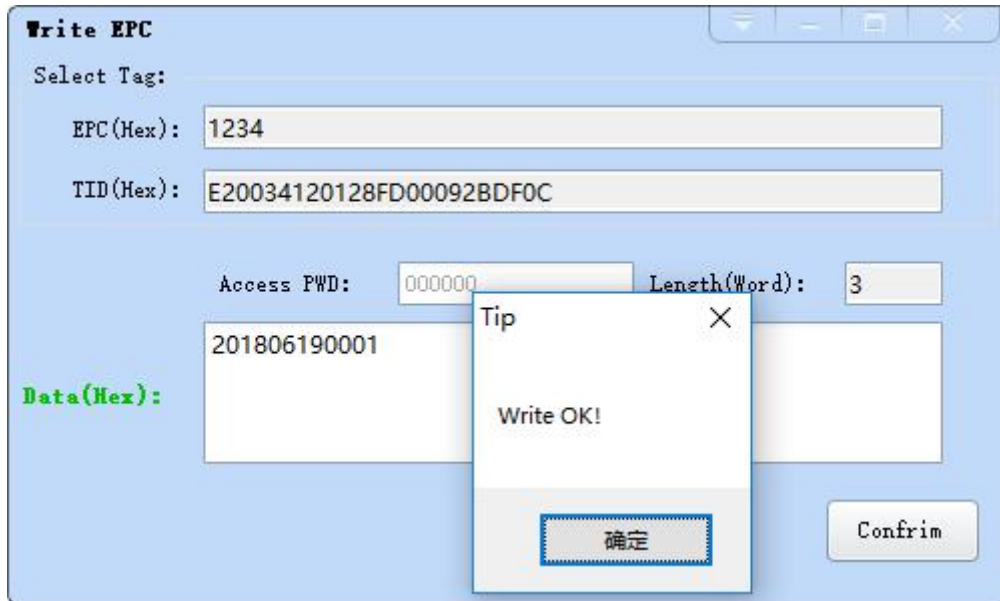 Write EPC
Select Tag:
EPC(Hex): 1234
TID(Hex): E20034120128FD00092BDF0C
Access PWD: 000000 Length(Word): 3
Data(Hex): 201806190001
Tip
Write OK!
确定
Confrim